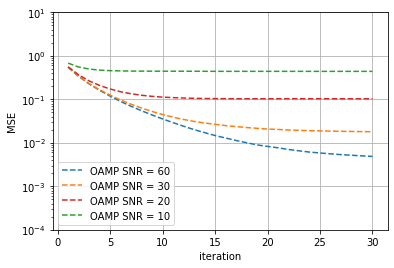 10¹
10⁰
10⁻¹
10⁻²
10⁻³
10⁻⁴
MSE
OAMP SNR = 60
OAMP SNR = 30
OAMP SNR = 20
OAMP SNR = 10
0 5 10 15 20 25 30
iteration